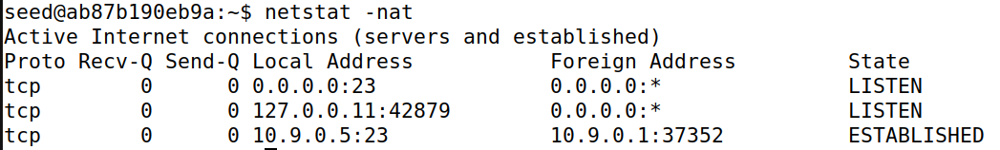 seed@ab87b190eb9a:~$ netstat -nat
Active Internet connections (servers and established)
Proto Recv-Q Send-Q Local Address           Foreign Address         State
tcp        0      0 0.0.0.0:23              0.0.0.0:*               LISTEN
tcp        0      0 127.0.0.11:42879        0.0.0.0:*               LISTEN
tcp        0      0 10.9.0.5:23             10.9.0.1:37352          ESTABLISHED